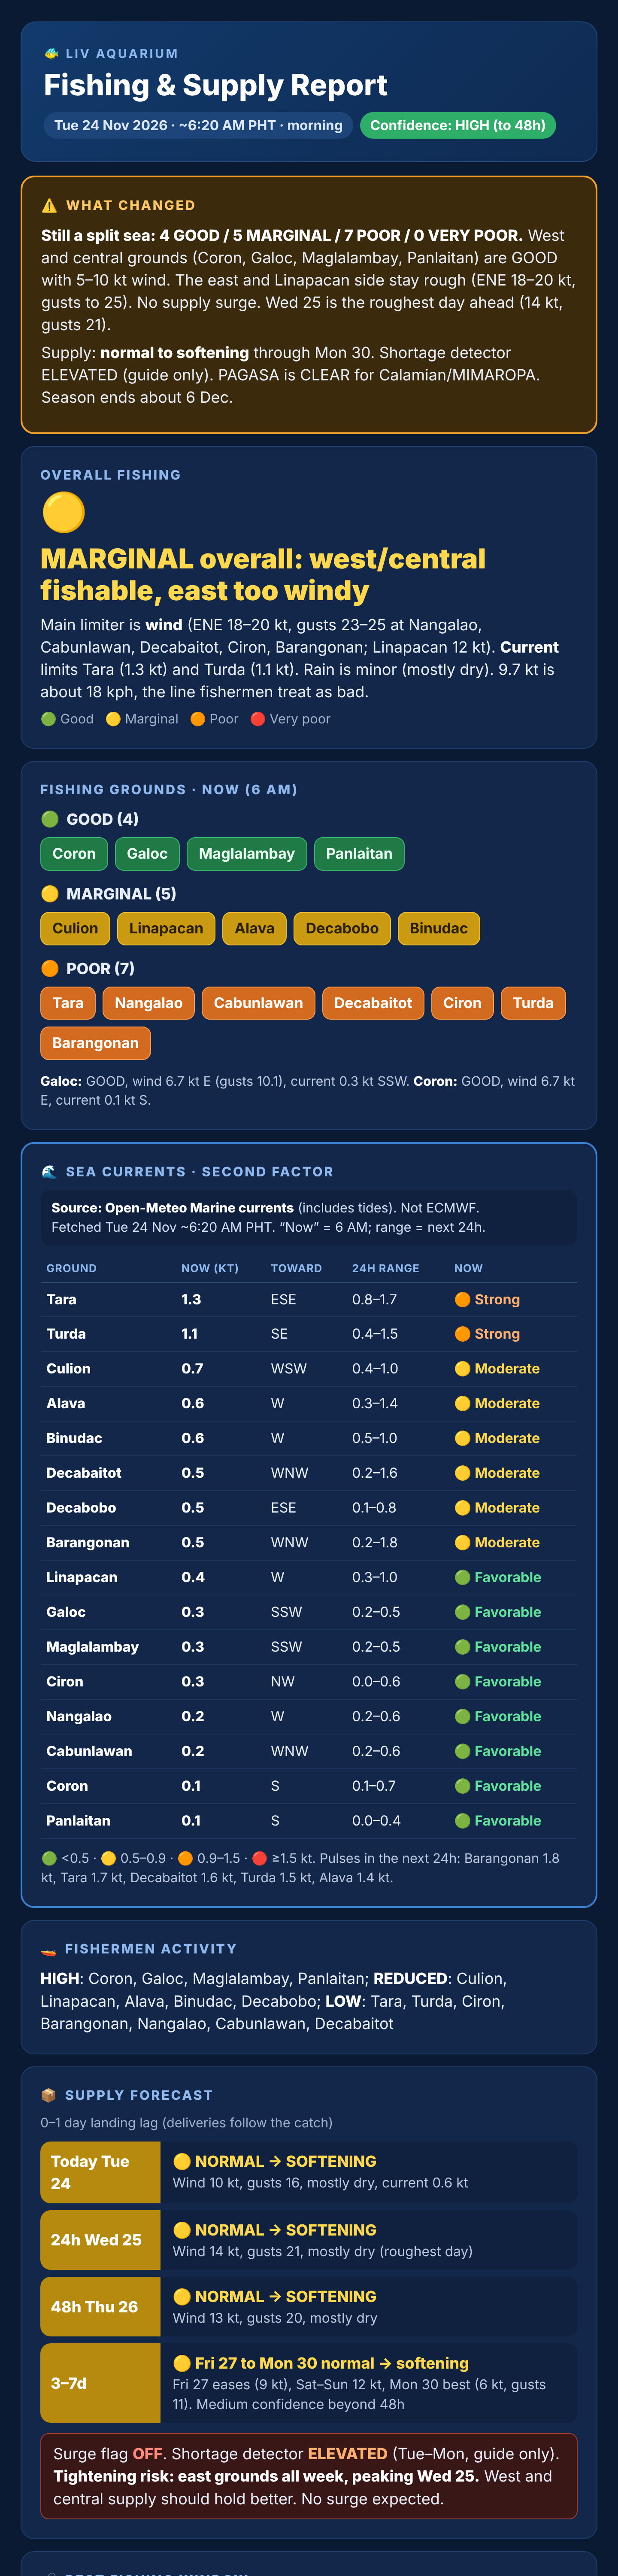 🐠 LIV AQUARIUM
Fishing & Supply Report
Tue 24 Nov 2026 · ~6:20 AM PHT · morning Confidence: HIGH (to 48h)
⚠️ WHAT CHANGED
Still a split sea: 4 GOOD / 5 MARGINAL / 7 POOR / 0 VERY POOR. West
and central grounds (Coron, Galoc, Maglalambay, Panlaitan) are GOOD
with 5–10 kt wind. The east and Linapacan side stay rough (ENE 18–20 kt,
gusts to 25). No supply surge. Wed 25 is the roughest day ahead (14 kt,
gusts 21).
Supply: normal to softening through Mon 30. Shortage detector
ELEVATED (guide only). PAGASA is CLEAR for Calamian/MIMAROPA.
Season ends about 6 Dec.
OVERALL FISHING
🟡
MARGINAL overall: west/central
fishable, east too windy
Main limiter is wind (ENE 18–20 kt, gusts 23–25 at Nangalao,
Cabunlawan, Decabaitot, Ciron, Barangonan; Linapacan 12 kt). Current
limits Tara (1.3 kt) and Turda (1.1 kt). Rain is minor (mostly dry). 9.7 kt is
about 18 kph, the line fishermen treat as bad.
🟢 Good 🟡 Marginal 🟠 Poor 🔴 Very poor
FISHING GROUNDS · NOW (6 AM)
🟢 GOOD (4)
Coron Galoc Maglalambay Panlaitan
🟡 MARGINAL (5)
Culion Linapacan Alava Decabobo Binudac
🟠 POOR (7)
Tara Nangalao Cabunlawan Decabaitot Ciron Turda
Barangonan
Galoc: GOOD, wind 6.7 kt E (gusts 10.1), current 0.3 kt SSW. Coron: GOOD, wind 6.7 kt
E, current 0.1 kt S.
🌊 SEA CURRENTS · SECOND FACTOR
Source: Open-Meteo Marine currents (includes tides). Not ECMWF.
Fetched Tue 24 Nov ~6:20 AM PHT. “Now” = 6 AM; range = next 24h.
GROUND NOW (KT) TOWARD 24H RANGE NOW
Tara 1.3 ESE 0.8–1.7 🟠 Strong
Turda 1.1 SE 0.4–1.5 🟠 Strong
Culion 0.7 WSW 0.4–1.0 🟡 Moderate
Alava 0.6 W 0.3–1.4 🟡 Moderate
Binudac 0.6 W 0.5–1.0 🟡 Moderate
Decabaitot 0.5 WNW 0.2–1.6 🟡 Moderate
Decabobo 0.5 ESE 0.1–0.8 🟡 Moderate
Barangonan 0.5 WNW 0.2–1.8 🟡 Moderate
Linapacan 0.4 W 0.3–1.0 🟢 Favorable
Galoc 0.3 SSW 0.2–0.5 🟢 Favorable
Maglalambay 0.3 SSW 0.2–0.5 🟢 Favorable
Ciron 0.3 NW 0.0–0.6 🟢 Favorable
Nangalao 0.2 W 0.2–0.6 🟢 Favorable
Cabunlawan 0.2 WNW 0.2–0.6 🟢 Favorable
Coron 0.1 S 0.1–0.7 🟢 Favorable
Panlaitan 0.1 S 0.0–0.4 🟢 Favorable
🟢 <0.5 · 🟡 0.5–0.9 · 🟠 0.9–1.5 · 🔴 ≥1.5 kt. Pulses in the next 24h: Barangonan 1.8
kt, Tara 1.7 kt, Decabaitot 1.6 kt, Turda 1.5 kt, Alava 1.4 kt.
🚤 FISHERMEN ACTIVITY
HIGH: Coron, Galoc, Maglalambay, Panlaitan; REDUCED: Culion,
Linapacan, Alava, Binudac, Decabobo; LOW: Tara, Turda, Ciron,
Barangonan, Nangalao, Cabunlawan, Decabaitot
📦 SUPPLY FORECAST
0–1 day landing lag (deliveries follow the catch)
Today Tue
24
🟡 NORMAL → SOFTENING
Wind 10 kt, gusts 16, mostly dry, current 0.6 kt
24h Wed 25
🟡 NORMAL → SOFTENING
Wind 14 kt, gusts 21, mostly dry (roughest day)
48h Thu 26
🟡 NORMAL → SOFTENING
Wind 13 kt, gusts 20, mostly dry
3–7d
🟡 Fri 27 to Mon 30 normal → softening
Fri 27 eases (9 kt), Sat–Sun 12 kt, Mon 30 best (6 kt, gusts
11). Medium confidence beyond 48h
Surge flag OFF. Shortage detector ELEVATED (Tue–Mon, guide only).
Tightening risk: east grounds all week, peaking Wed 25. West and
central supply should hold better. No surge expected.